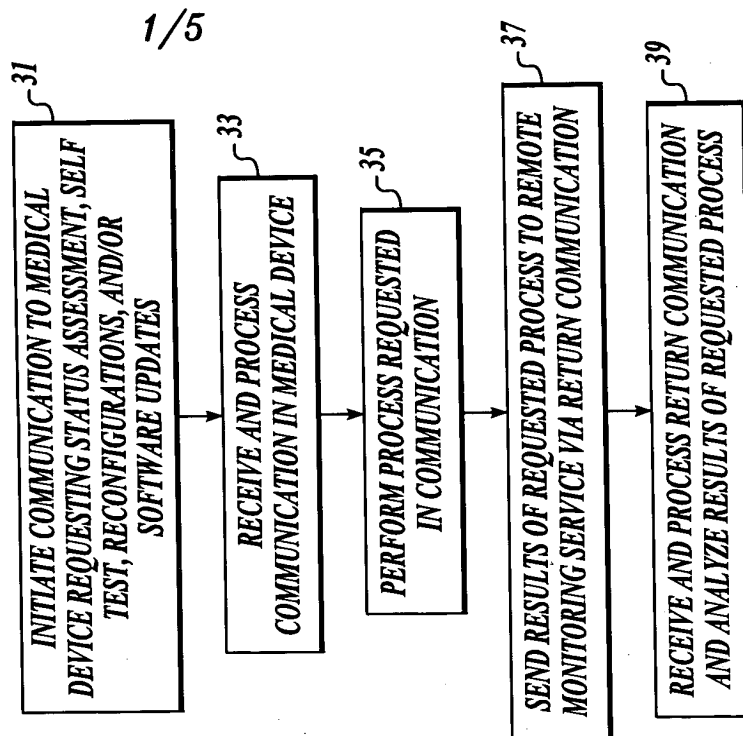 1/5
INITIATE COMMUNICATION TO MEDICAL
DEVICE REQUESTING STATUS ASSESSMENT, SELF
TEST, RECONFIGURATIONS, AND/OR
SOFTWARE UPDATES
31
RECEIVE AND PROCESS
COMMUNICATION IN MEDICAL DEVICE
33
PERFORM PROCESS REQUESTED
IN COMMUNICATION
35
SEND RESULTS OF REQUESTED PROCESS TO REMOTE
MONITORING SERVICE VIA RETURN COMMUNICATION
37
RECEIVE AND PROCESS RETURN COMMUNICATION
AND ANALYZE RESULTS OF REQUESTED PROCESS
39